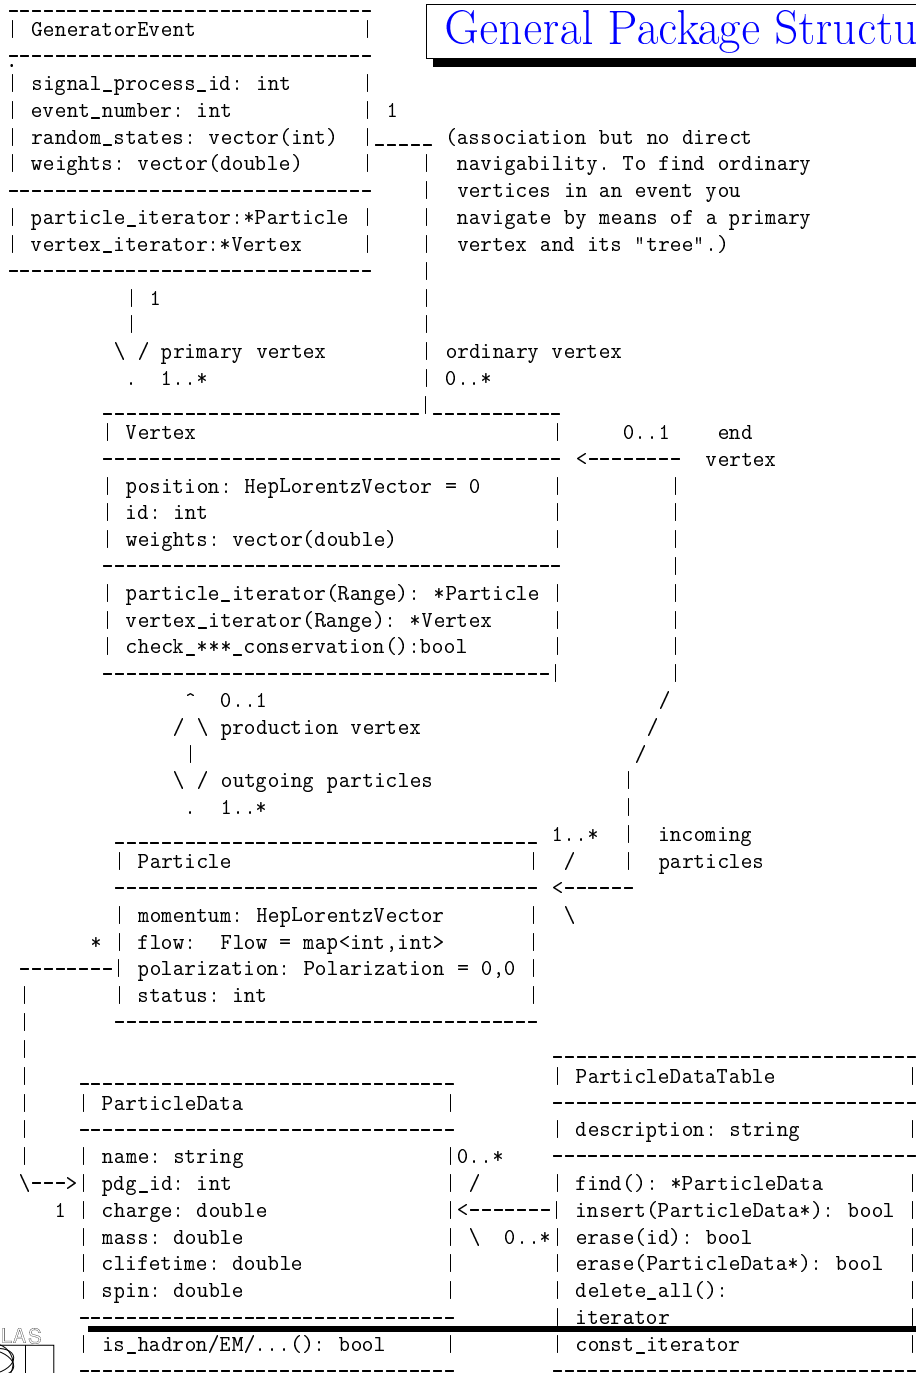 General Package Structu
GeneratorEvent
signal_process_id: int
event_number: int
random_states: vector(int)
weights: vector(double)
particle_iterator:*Particle
vertex_iterator:*Vertex
1
(association but no direct
navigability. To find ordinary
vertices in an event you
navigate by means of a primary
vertex and its "tree".)
1
primary vertex
1..*
ordinary vertex
0..*
Vertex
position: HepLorentzVector = 0
id: int
weights: vector(double)
particle_iterator(Range): *Particle
vertex_iterator(Range): *Vertex
check_***_conservation():bool
0..1 end
vertex
0..1
production vertex
outgoing particles
1..*
1..*
incoming
particles
Particle
momentum: HepLorentzVector
* flow: Flow = map<int,int>
polarization: Polarization = 0,0
status: int
ParticleData
name: string
pdg_id: int
1 charge: double
mass: double
clifetime: double
spin: double
is_hadron/EM/...(): bool
0..*
0..*
ParticleDataTable
description: string
find(): *ParticleData
insert(ParticleData*): bool
erase(id): bool
erase(ParticleData*): bool
delete_all():
iterator
const_iterator
LAS